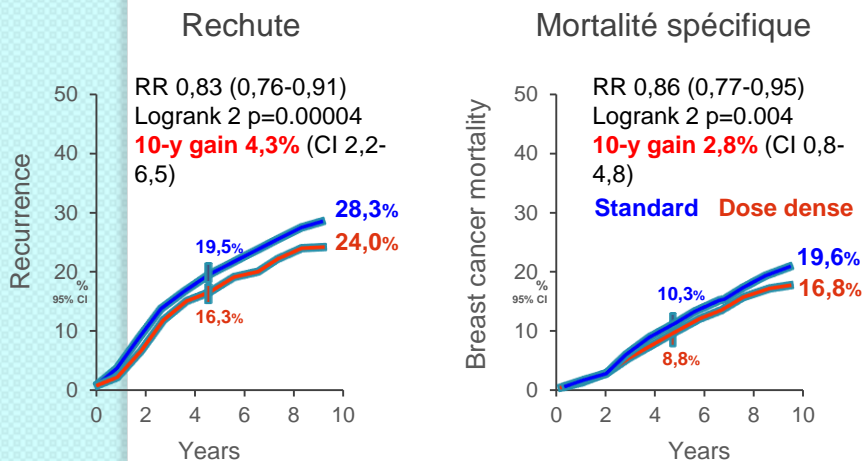 Rechute
RR 0,83 (0,76-0,91)
Logrank 2 p=0.00004
10-y gain 4,3% (CI 2,2-
6,5)
Recurrence
50
40
30
20
10
0
%
95% CI
28,3%
24,0%
19,5%
16,3%
0 2 4 6 8 10
Years
Mortalité spécifique
RR 0,86 (0,77-0,95)
Logrank 2 p=0.004
10-y gain 2,8% (CI 0,8-
4,8)
Standard Dose dense
Breast cancer mortality
50
40
30
20
10
0
%
95% CI
19,6%
16,8%
10,3%
8,8%
0 2 4 6 8 10
Years